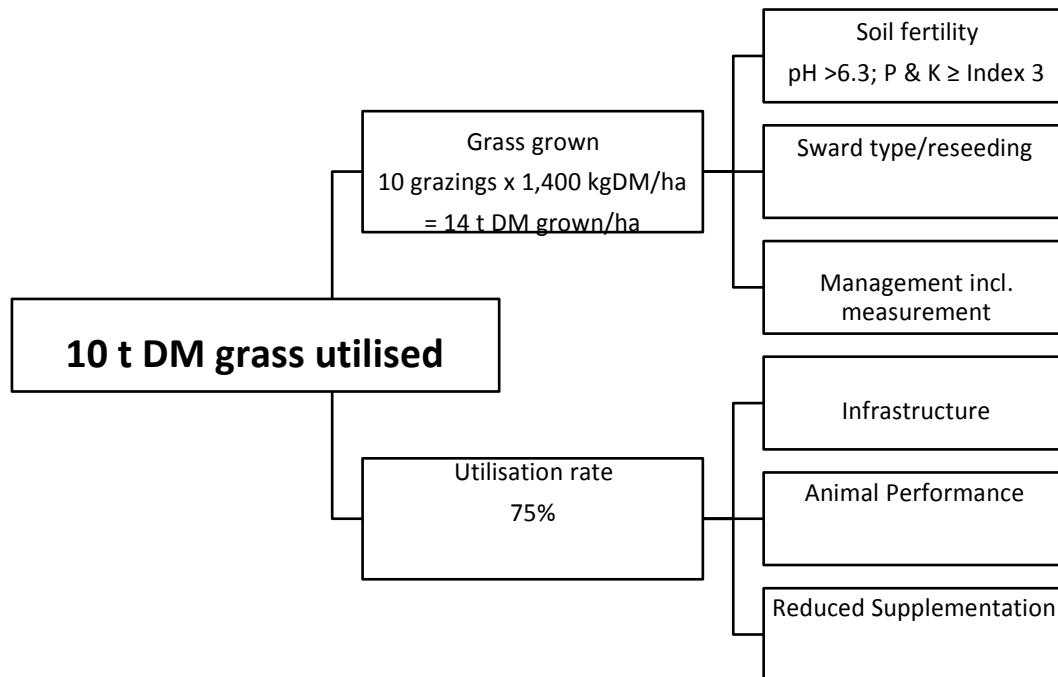 Soil fertility
pH >6.3; P & K ≥ Index 3
Grass grown
10 grazings x 1,400 kgDM/ha
= 14 t DM grown/ha
Sward type/reseeding
Management incl.
measurement
10 t DM grass utilised
Infrastructure
Utilisation rate
75%
Animal Performance
Reduced Supplementation